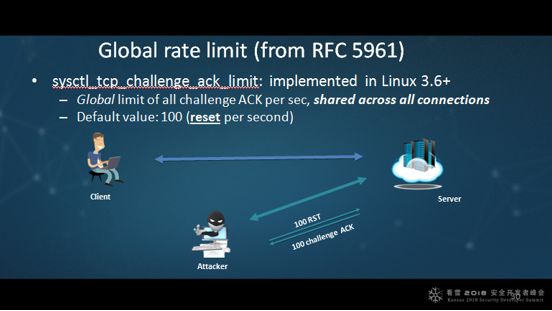 Global rate limit (from RFC 5961)
• sysctl_tcp_challenge_ack_limit: implemented in Linux 3.6+
– Global limit of all challenge ACK per sec, shared across all connections
– Default value: 100 (reset per second)
Client
Server
100 RST
100 challenge ACK
Attacker
看雪 2018 安全开发者峰会
Kanxue 2018 Security Developer Summit